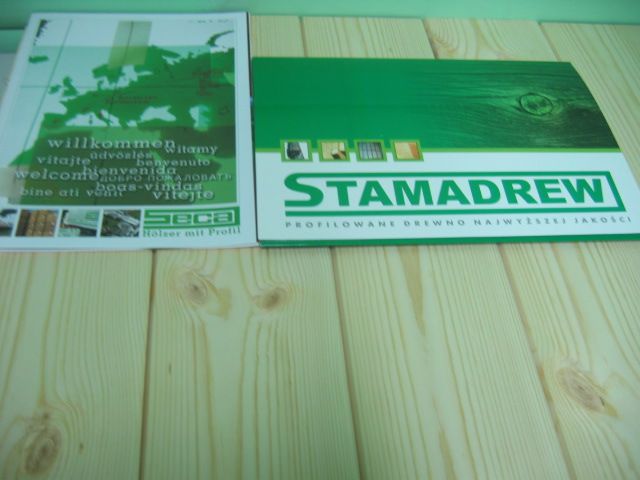 willkommen
witamy
üdvözlés
vitajte
benvenuto
bienvenida
welcome
ДОБРО ПОЖАЛОВАТЬ
boas-vindas
bine ati venit
vítejte
seca
Hölzer mit Profil
STAMADREW
PROFILOWANE DREWNO NAJWYŻSZEJ JAKOŚCI